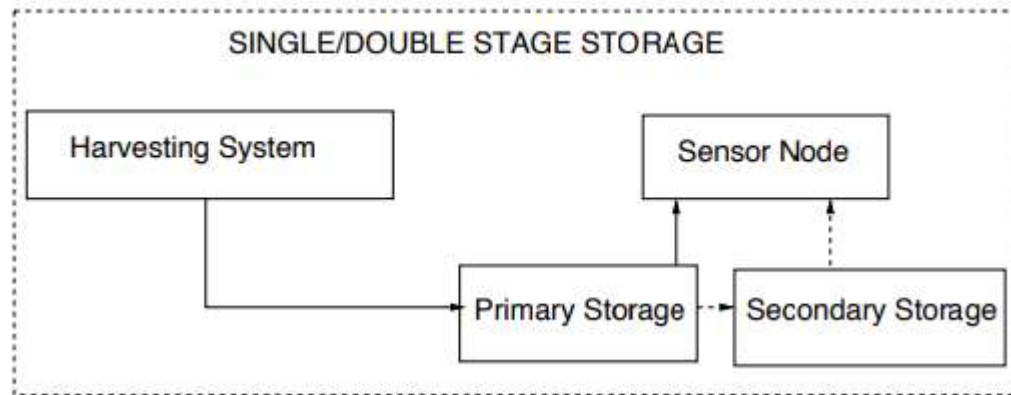 SINGLE/DOUBLE STAGE STORAGE
Harvesting System
Sensor Node
Primary Storage
Secondary Storage